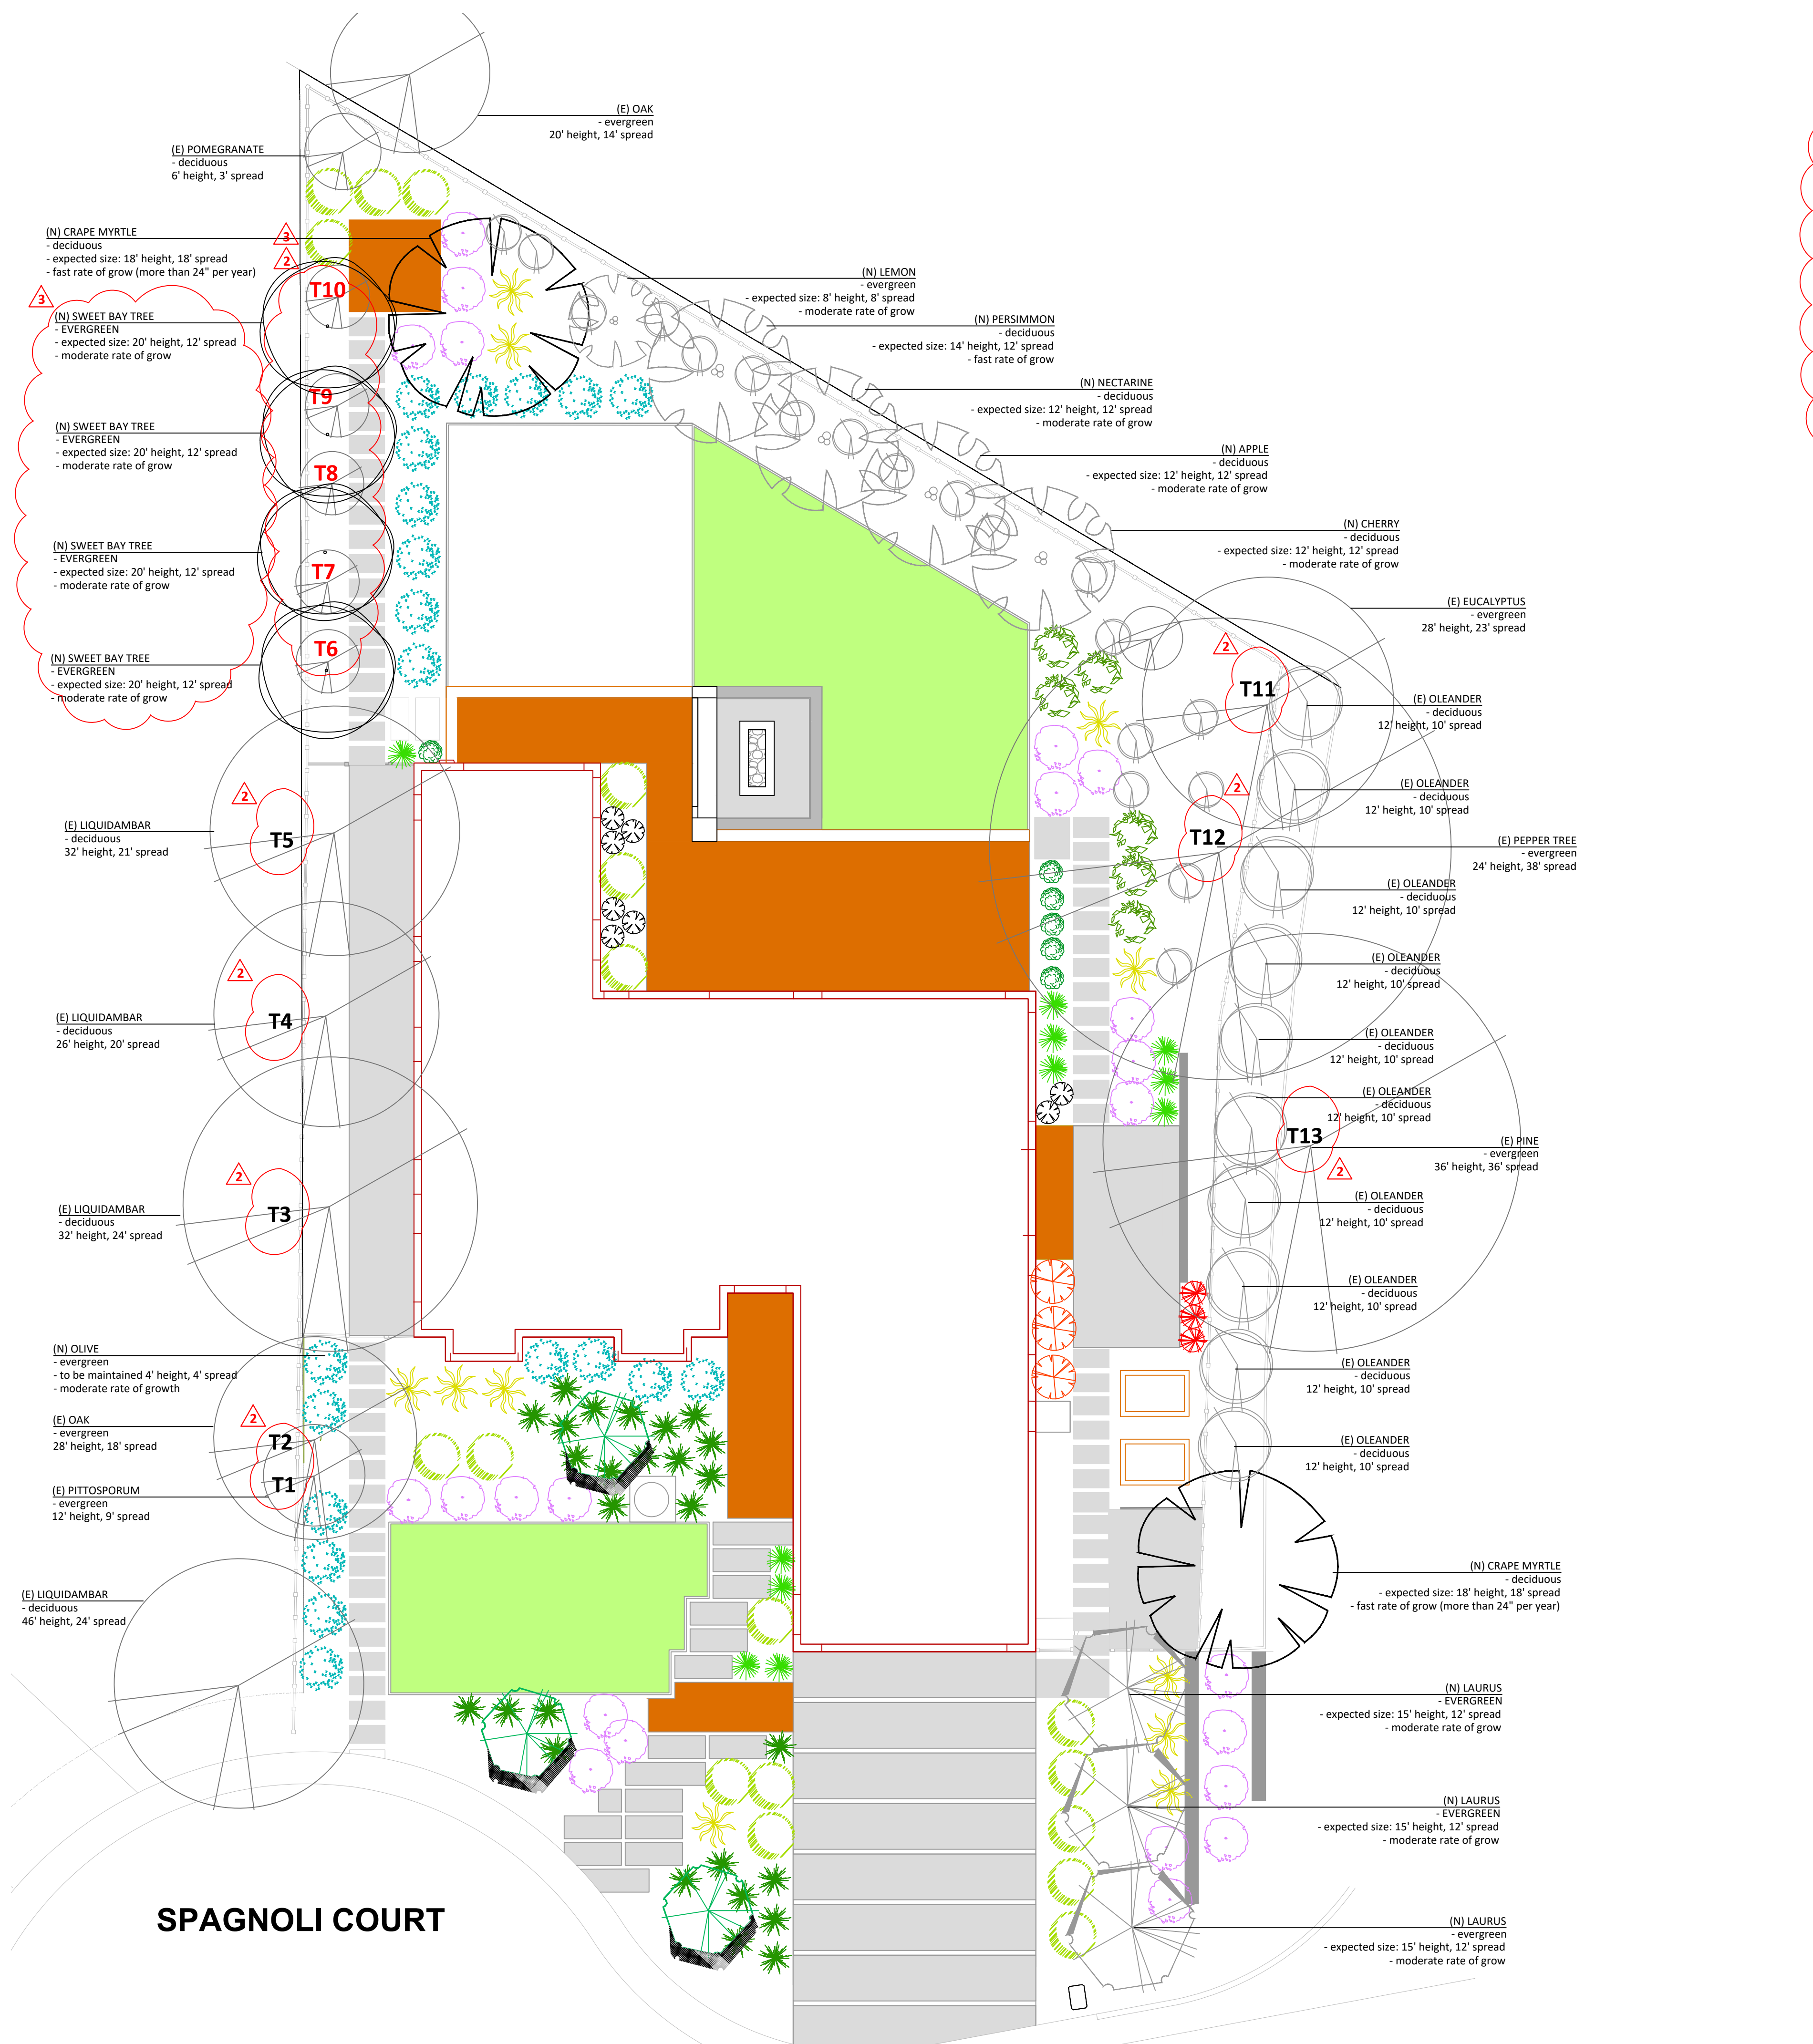 (E) OAK
- evergreen
20' height, 14' spread
(E) POMEGRANATE
- deciduous
6' height, 3' spread
(N) CRAPE MYRTLE
- deciduous
- expected size: 18' height, 18' spread
- fast rate of grow (more than 24" per year)
3
2
3
T10
(N) SWEET BAY TREE
- EVERGREEN
- expected size: 20' height, 12' spread
- moderate rate of grow
T9
(N) SWEET BAY TREE
- EVERGREEN
- expected size: 20' height, 12' spread
- moderate rate of grow
T8
(N) SWEET BAY TREE
- EVERGREEN
- expected size: 20' height, 12' spread
- moderate rate of grow
T7
(N) SWEET BAY TREE
- EVERGREEN
- expected size: 20' height, 12' spread
- moderate rate of grow
T6
(N) LEMON
- evergreen
- expected size: 8' height, 8' spread
- moderate rate of grow
(N) PERSIMMON
- deciduous
- expected size: 14' height, 12' spread
- fast rate of grow
(N) NECTARINE
- deciduous
- expected size: 12' height, 12' spread
- moderate rate of grow
(N) APPLE
- deciduous
- expected size: 12' height, 12' spread
- moderate rate of grow
(N) CHERRY
- deciduous
- expected size: 12' height, 12' spread
- moderate rate of grow
(E) EUCALYPTUS
- evergreen
28' height, 23' spread
2
T11
(E) OLEANDER
- deciduous
12' height, 10' spread
2
(E) OLEANDER
- deciduous
12' height, 10' spread
T12
(E) PEPPER TREE
- evergreen
24' height, 38' spread
(E) OLEANDER
- deciduous
12' height, 10' spread
(E) OLEANDER
- deciduous
12' height, 10' spread
(E) OLEANDER
- deciduous
12' height, 10' spread
(E) OLEANDER
- deciduous
12' height, 10' spread
T13
2
(E) PINE
- evergreen
36' height, 36' spread
(E) OLEANDER
- deciduous
12' height, 10' spread
(E) OLEANDER
- deciduous
12' height, 10' spread
(E) OLEANDER
- deciduous
12' height, 10' spread
(E) OLEANDER
- deciduous
12' height, 10' spread
2
T5
(E) LIQUIDAMBAR
- deciduous
32' height, 21' spread
2
T4
(E) LIQUIDAMBAR
- deciduous
26' height, 20' spread
2
T3
(E) LIQUIDAMBAR
- deciduous
32' height, 24' spread
(N) OLIVE
- evergreen
- to be maintained 4' height, 4' spread
- moderate rate of growth
2
T2
(E) OAK
- evergreen
28' height, 18' spread
T1
(E) PITTOSPORUM
- evergreen
12' height, 9' spread
(E) LIQUIDAMBAR
- deciduous
46' height, 24' spread
(N) CRAPE MYRTLE
- deciduous
- expected size: 18' height, 18' spread
- fast rate of grow (more than 24" per year)
(N) LAURUS
- EVERGREEN
- expected size: 15' height, 12' spread
- moderate rate of grow
(N) LAURUS
- EVERGREEN
- expected size: 15' height, 12' spread
- moderate rate of grow
(N) LAURUS
- evergreen
- expected size: 15' height, 12' spread
- moderate rate of grow
SPAGNOLI COURT